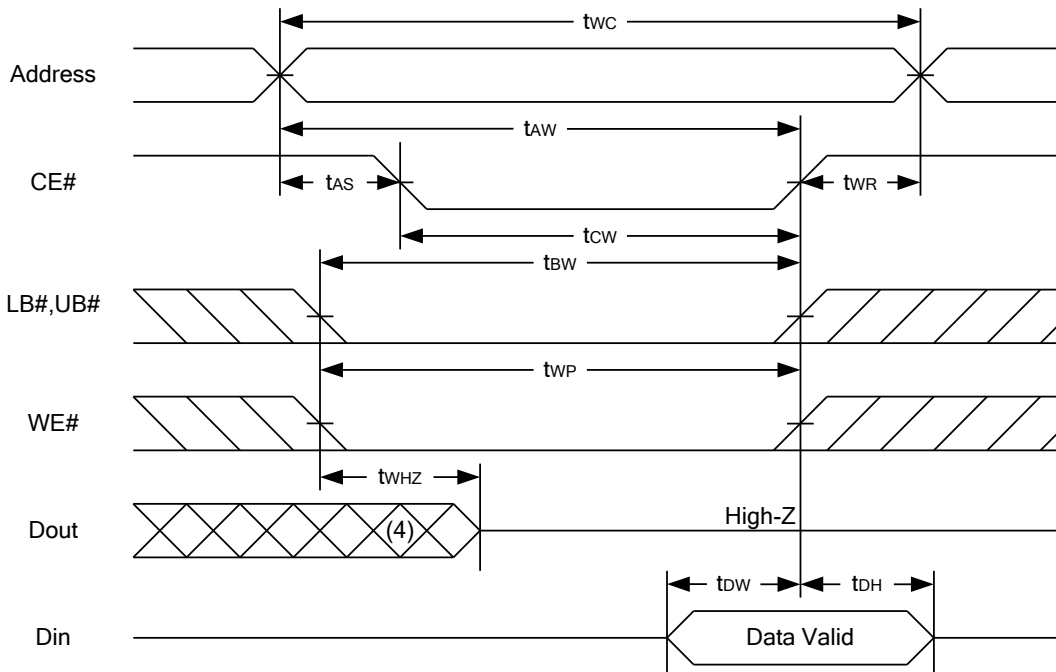 tWC
Address
tAW
CE#
tAS
tWR
tCW
tBW
LB#,UB#
tWP
WE#
tWHZ
Dout
(4)
High-Z
tDW
tDH
Din
Data Valid